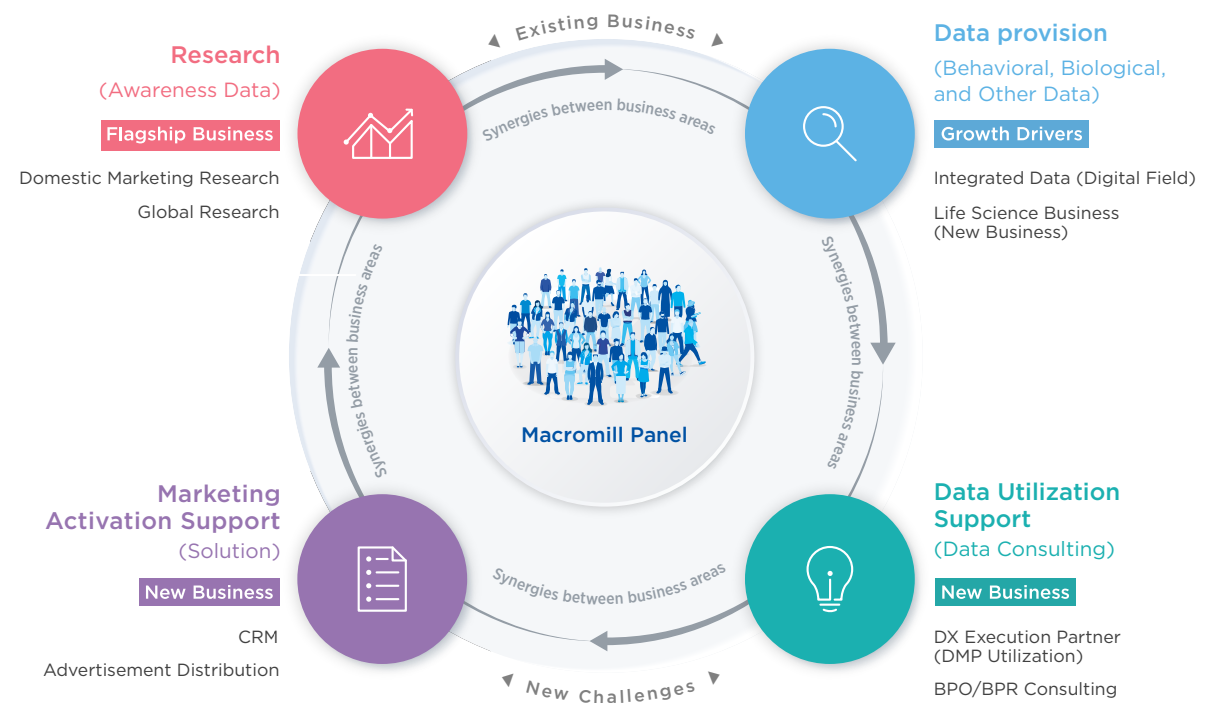 Existing Business
Research
(Awareness Data)
Flagship Business
Domestic Marketing Research
Global Research
Data provision
(Behavioral, Biological,
and Other Data)
Growth Drivers
Integrated Data (Digital Field)
Life Science Business
(New Business)
Synergies between business areas
Synergies between business areas
Synergies between business areas
Macromill Panel
Marketing
Activation Support
(Solution)
New Business
CRM
Advertisement Distribution
Data Utilization
Support
(Data Consulting)
New Business
DX Execution Partner
(DMP Utilization)
BPO/BPR Consulting
Synergies between business areas
New Challenges